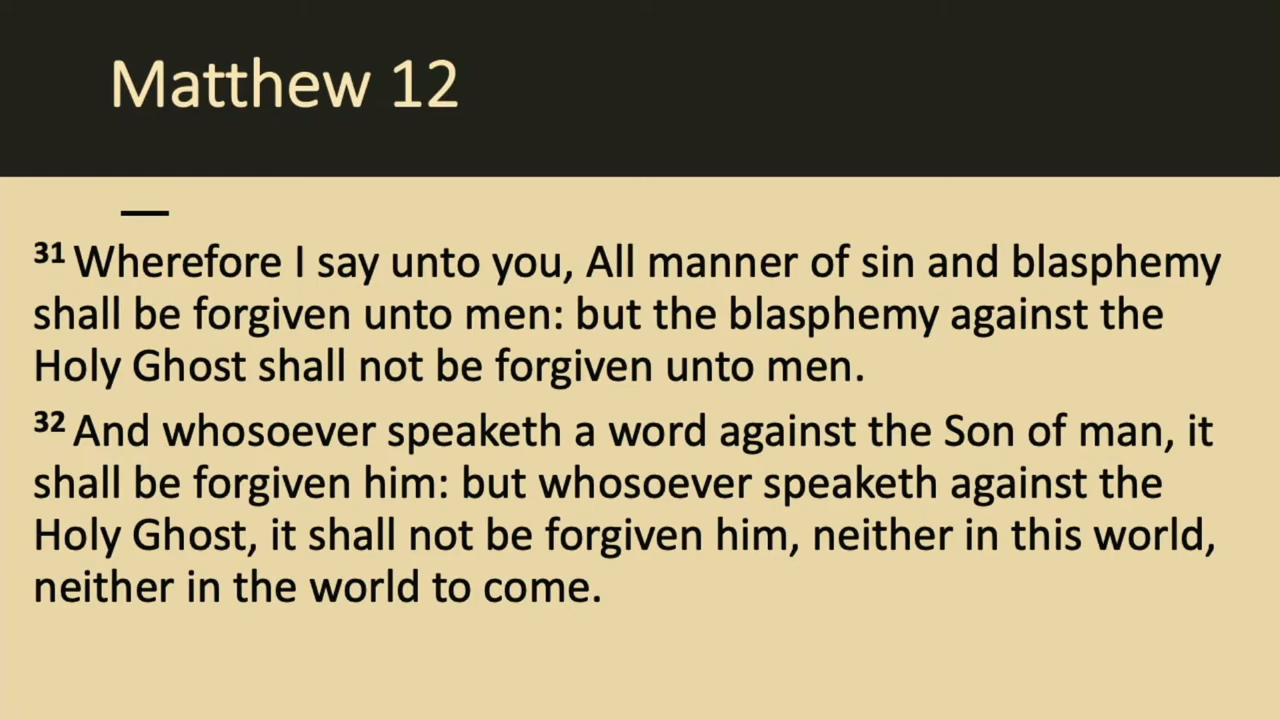 Matthew 12
31 Wherefore I say unto you, All manner of sin and blasphemy
shall be forgiven unto men: but the blasphemy against the
Holy Ghost shall not be forgiven unto men.
32 And whosoever speaketh a word against the Son of man, it
shall be forgiven him: but whosoever speaketh against the
Holy Ghost, it shall not be forgiven him, neither in this world,
neither in the world to come.